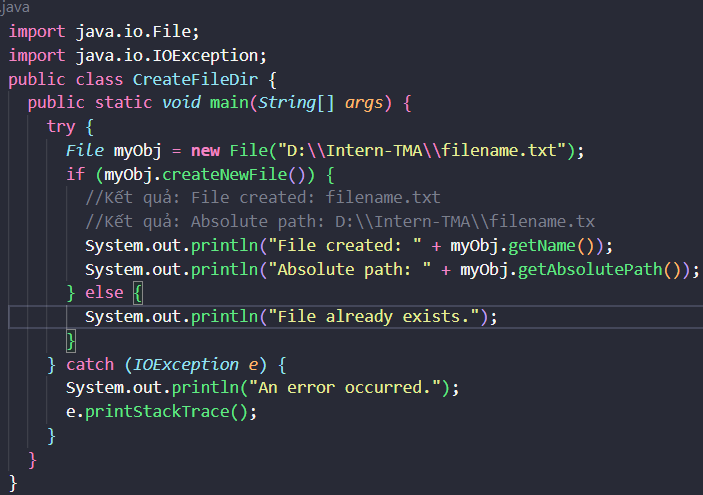 .java
import java.io.File;
import java.io.IOException;
public class CreateFileDir {
  public static void main(String[] args) {
    try {
      File myObj = new File("D:\\Intern-TMA\\filename.txt");
      if (myObj.createNewFile()) {
        //Kết quả: File created: filename.txt
        //Kết quả: Absolute path: D:\\Intern-TMA\\filename.tx
        System.out.println("File created: " + myObj.getName());
        System.out.println("Absolute path: " + myObj.getAbsolutePath());
      } else {
        System.out.println("File already exists.");
      }
    } catch (IOException e) {
      System.out.println("An error occurred.");
      e.printStackTrace();
    }
  }
}